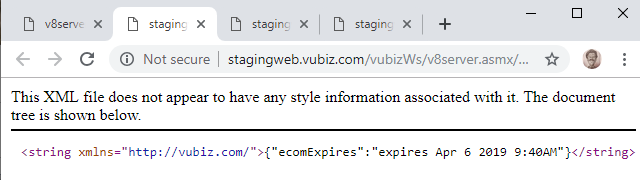 v8server
staging
staging
staging
Not secure | stagingweb.vubiz.com/vubizWs/v8server.asmx/...
This XML file does not appear to have any style information associated with it. The document
tree is shown below.
<string xmlns="http://vubiz.com/">{"ecomExpires":"expires Apr 6 2019 9:40AM"}</string>